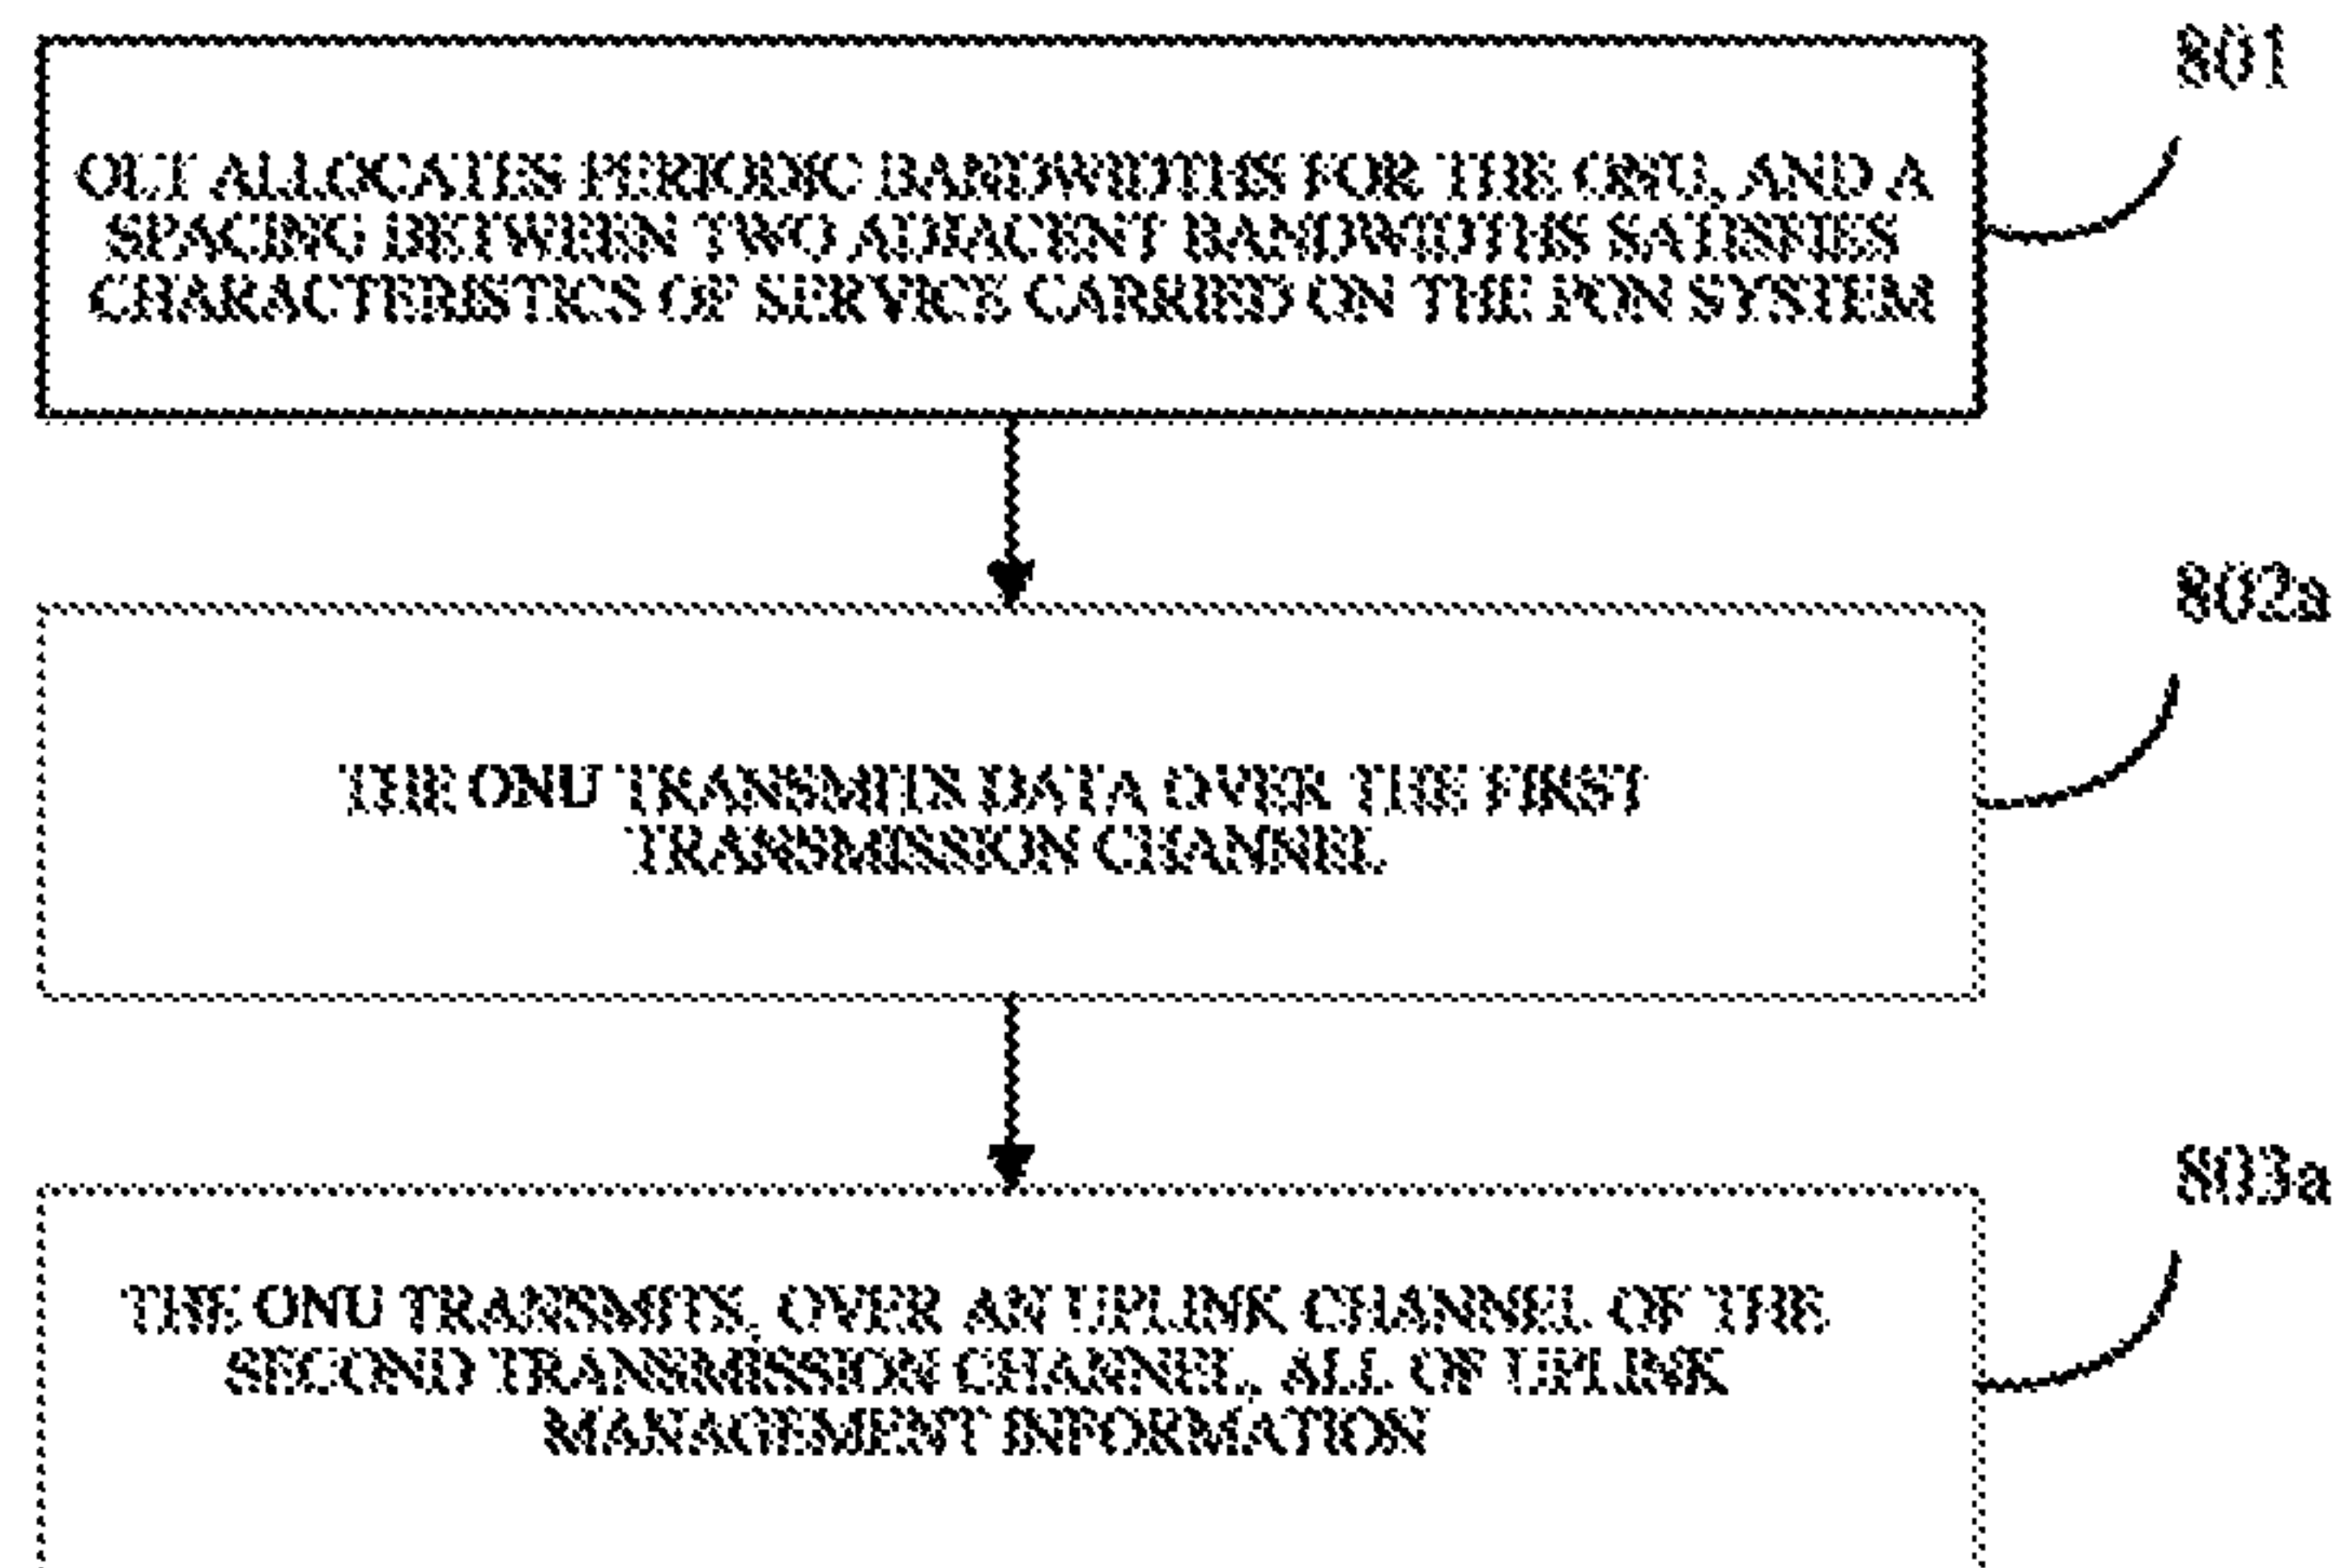 801
OLT ALLOCATES PERIODIC BANDWIDTHS FOR THE ONU, AND A
SPACING BETWEEN TWO ADJACENT BANDWIDTHS SATISFIES
CHARACTERISTICS OF SERVICE CARRIED ON THE PON SYSTEM
802a
THE ONU TRANSMITS DATA OVER THE FIRST
TRANSMISSION CHANNEL
803a
THE ONU TRANSMITS, OVER AN UPLINK CHANNEL OF THE
SECOND TRANSMISSION CHANNEL, ALL OF UPLINK
MANAGEMENT INFORMATION